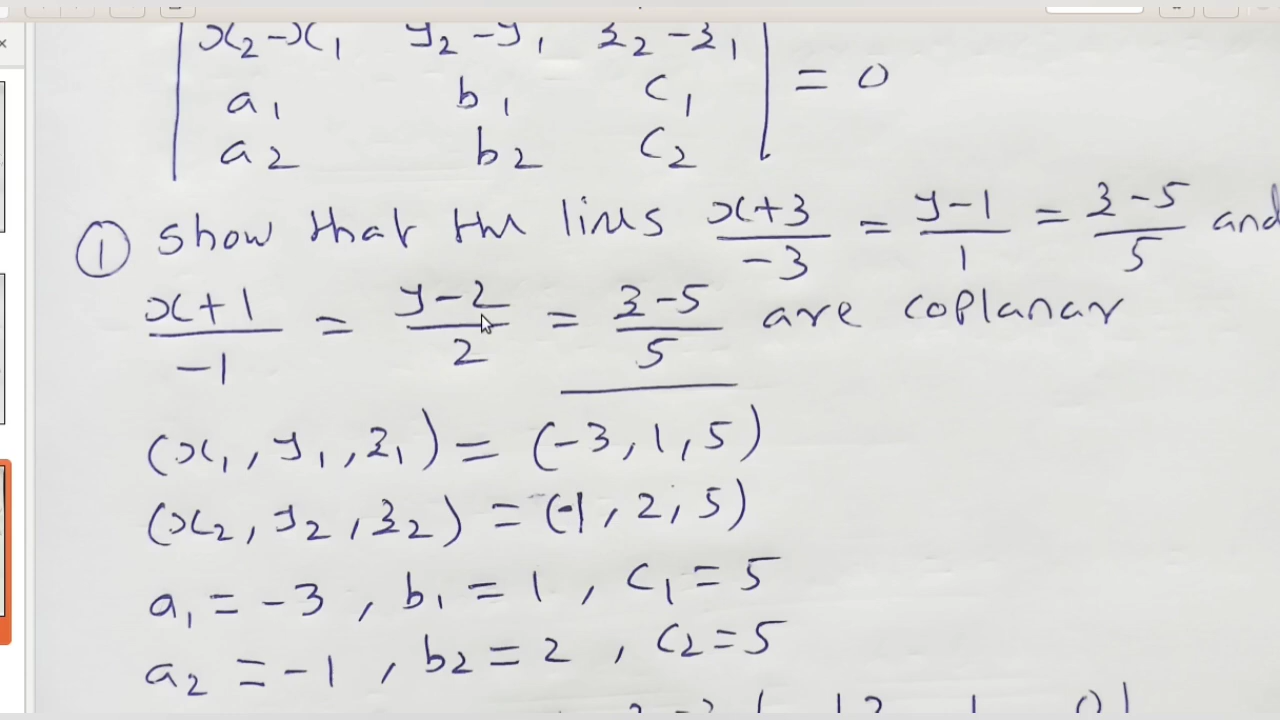 | x₂-x₁ y₂-y₁ z₂-z₁ |
| a₁ b₁ c₁ | = 0
| a₂ b₂ c₂ |
① show that the lines (x+3)/(-3) = (y-1)/1 = (z-5)/5 and
(x+1)/(-1) = (y-2)/2 = (z-5)/5 are coplanar
(x₁, y₁, z₁) = (-3, 1, 5)
(x₂, y₂, z₂) = (-1, 2, 5)
a₁ = -3, b₁ = 1, c₁ = 5
a₂ = -1, b₂ = 2, c₂ = 5